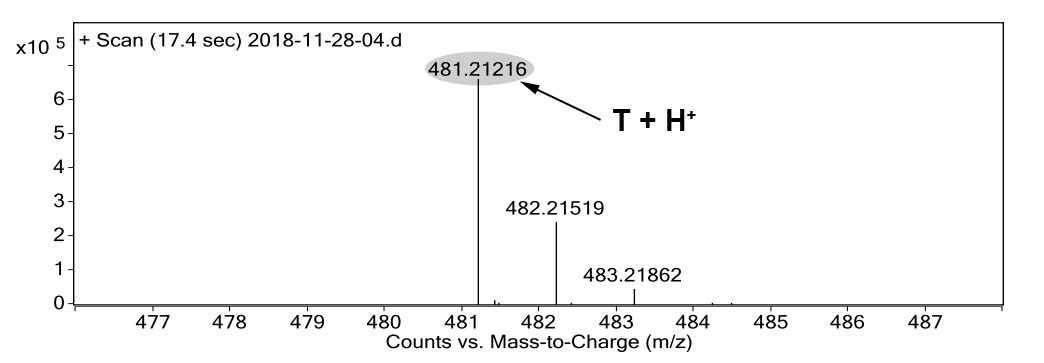 x10 5
+ Scan (17.4 sec) 2018-11-28-04.d
481.21216
T + H⁺
6
5
4
3
2
1
0
482.21519
483.21862
477 478 479 480 481 482 483 484 485 486 487
Counts vs. Mass-to-Charge (m/z)